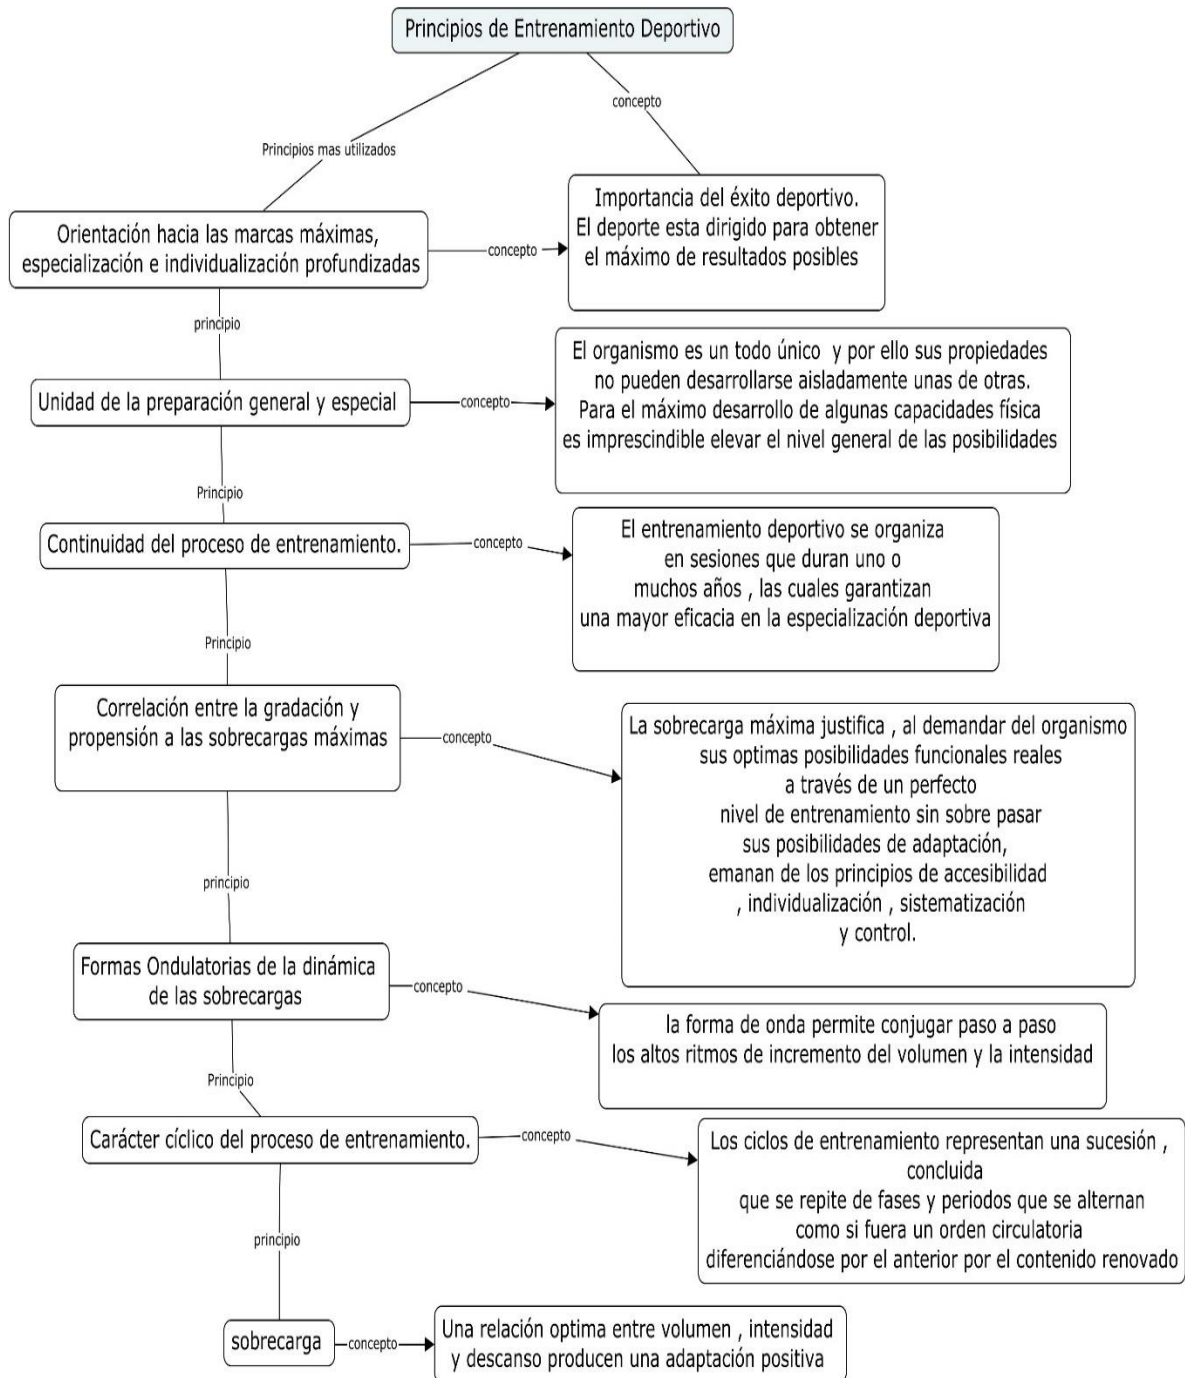 Principios de Entrenamiento Deportivo
concepto
Principios mas utilizados
Importancia del éxito deportivo.
El deporte esta dirigido para obtener
el máximo de resultados posibles
Orientación hacia las marcas máximas,
especialización e individualización profundizadas
concepto
principio
El organismo es un todo único y por ello sus propiedades
no pueden desarrollarse aisladamente unas de otras.
Para el máximo desarrollo de algunas capacidades física
es imprescindible elevar el nivel general de las posibilidades
Unidad de la preparación general y especial
concepto
Principio
El entrenamiento deportivo se organiza
en sesiones que duran uno o
muchos años , las cuales garantizan
una mayor eficacia en la especialización deportiva
Continuidad del proceso de entrenamiento.
concepto
Principio
Correlación entre la gradación y
propensión a las sobrecargas máximas
concepto
La sobrecarga máxima justifica , al demandar del organismo
sus optimas posibilidades funcionales reales
a través de un perfecto
nivel de entrenamiento sin sobre pasar
sus posibilidades de adaptación,
emanan de los principios de accesibilidad
, individualización , sistematización
y control.
principio
Formas Ondulatorias de la dinámica
de las sobrecargas
concepto
la forma de onda permite conjugar paso a paso
los altos ritmos de incremento del volumen y la intensidad
Principio
Carácter cíclico del proceso de entrenamiento.
concepto
Los ciclos de entrenamiento representan una sucesión ,
concluida
que se repite de fases y periodos que se alternan
como si fuera un orden circulatoria
diferenciándose por el anterior por el contenido renovado
principio
sobrecarga
concepto
Una relación optima entre volumen , intensidad
y descanso producen una adaptación positiva